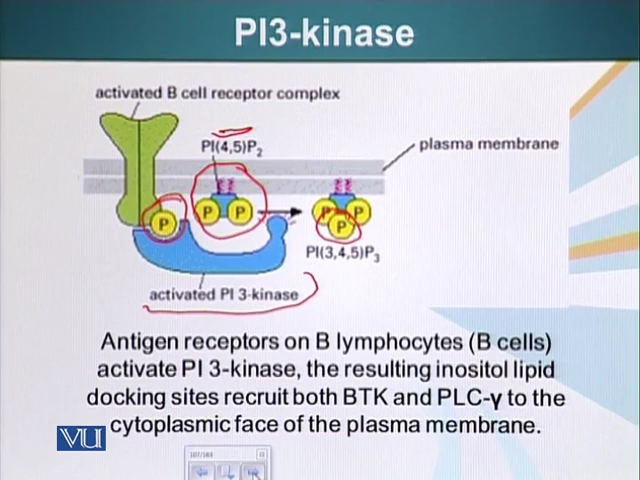 PI3-kinase
activated B cell receptor complex
PI(4,5)P₂
plasma membrane
P
P P
P P
P
PI(3,4,5)P₃
activated PI 3-kinase
Antigen receptors on B lymphocytes (B cells)
activate PI 3-kinase, the resulting inositol lipid
docking sites recruit both BTK and PLC-γ to the
cytoplasmic face of the plasma membrane.
VU
107/163